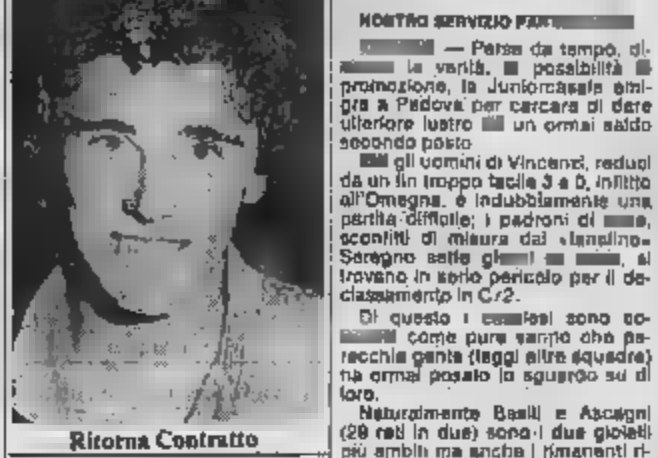 Ritorna Contratto
NOSTRO SERVIZIO
— Persa da tempo,
la verità, possibilità
promozione, la Juniorcasale emi-
gra a Padova per cercare di dare
ulteriore lustro un ormai saldo
secondo posto
gli uomini di Vincenzi, reduci
da un fin troppo facile 3 a 0, inflitto
all'Omegna, è indubbiamente una
partita difficile; i padroni di
sconfitti di misura dal
Seregno sette si
trovano in serio pericolo per il de-
classamento in C/2.
Di questo i sono
come pure sanno che pa-
recchia gente (leggi altre squadre)
ha ormai posato lo sguardo su di
loro.
Naturalmente e Ascagni
(29 reti in due) sono i due gioielli
più ambiti ma anche i rimanenti ri-